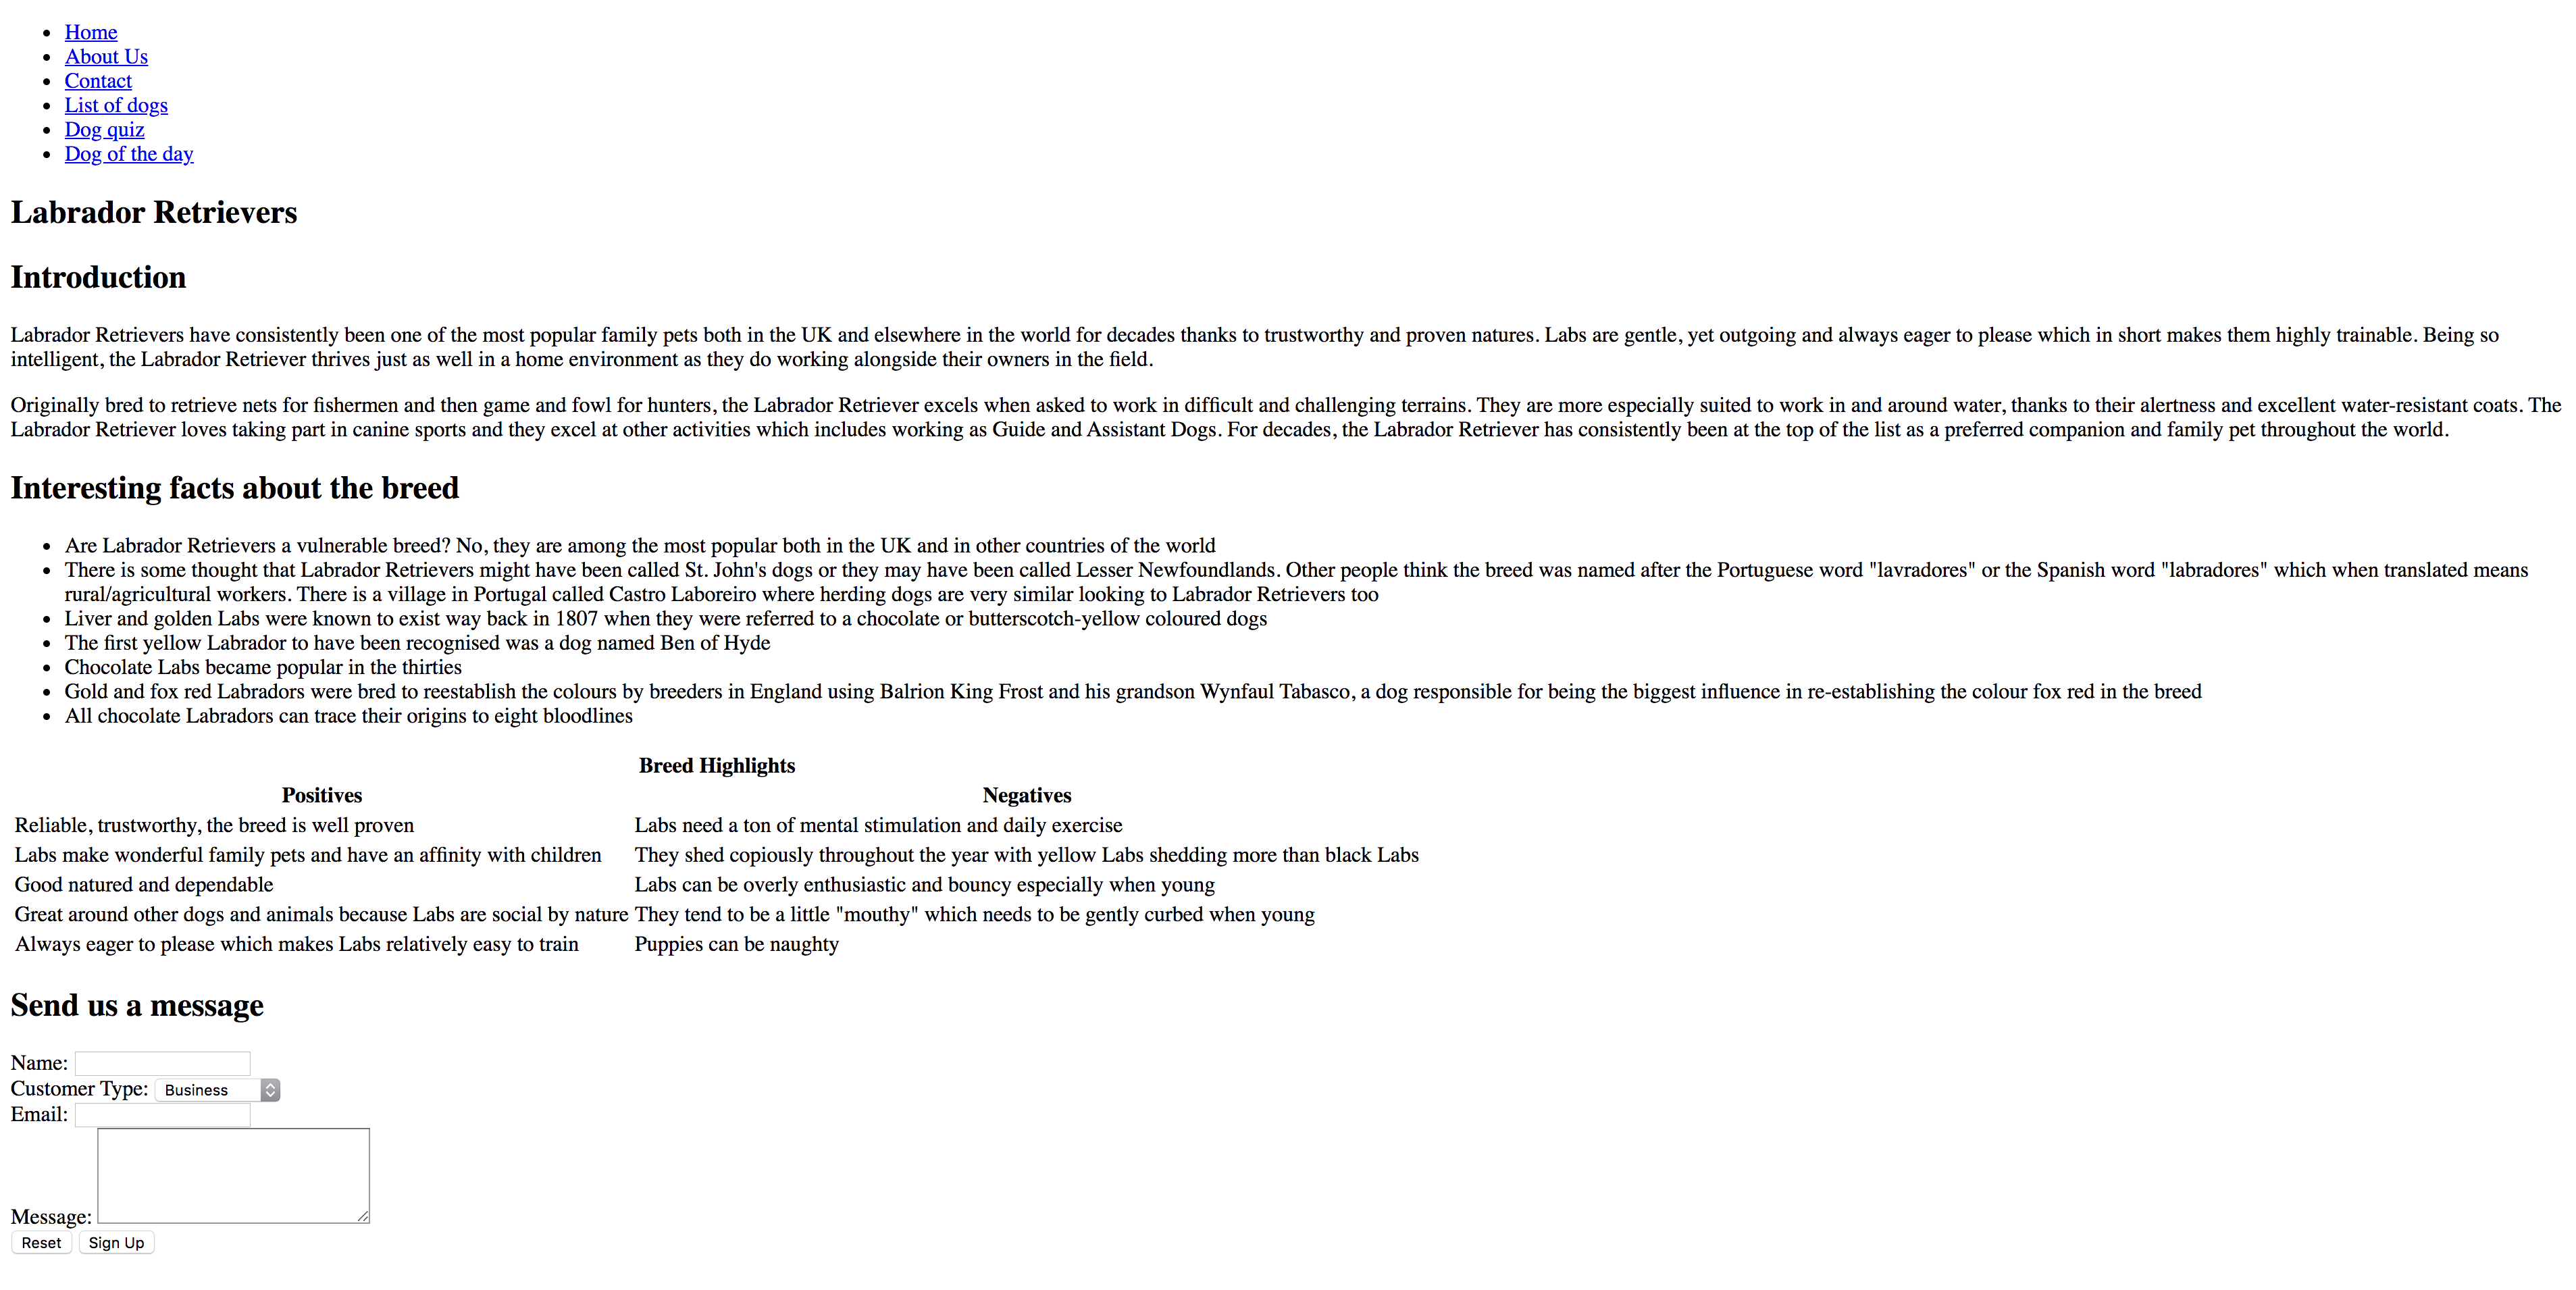 Home
About Us
Contact
List of dogs
Dog quiz
Dog of the day
Labrador Retrievers
Introduction
Labrador Retrievers have consistently been one of the most popular family pets both in the UK and elsewhere in the world for decades thanks to trustworthy and proven natures. Labs are gentle, yet outgoing and always eager to please which in short makes them highly trainable. Being so
intelligent, the Labrador Retriever thrives just as well in a home environment as they do working alongside their owners in the field.
Originally bred to retrieve nets for fishermen and then game and fowl for hunters, the Labrador Retriever excels when asked to work in difficult and challenging terrains. They are more especially suited to work in and around water, thanks to their alertness and excellent water-resistant coats. The
Labrador Retriever loves taking part in canine sports and they excel at other activities which includes working as Guide and Assistant Dogs. For decades, the Labrador Retriever has consistently been at the top of the list as a preferred companion and family pet throughout the world.
Interesting facts about the breed
Are Labrador Retrievers a vulnerable breed? No, they are among the most popular both in the UK and in other countries of the world
There is some thought that Labrador Retrievers might have been called St. John's dogs or they may have been called Lesser Newfoundlands. Other people think the breed was named after the Portuguese word "lavradores" or the Spanish word "labradores" which when translated means
rural/agricultural workers. There is a village in Portugal called Castro Laboreiro where herding dogs are very similar looking to Labrador Retrievers too
Liver and golden Labs were known to exist way back in 1807 when they were referred to a chocolate or butterscotch-yellow coloured dogs
The first yellow Labrador to have been recognised was a dog named Ben of Hyde
Chocolate Labs became popular in the thirties
Gold and fox red Labradors were bred to reestablish the colours by breeders in England using Balrion King Frost and his grandson Wynfaul Tabasco, a dog responsible for being the biggest influence in re-establishing the colour fox red in the breed
All chocolate Labradors can trace their origins to eight bloodlines
Breed Highlights
Positives Negatives
Reliable, trustworthy, the breed is well proven Labs need a ton of mental stimulation and daily exercise
Labs make wonderful family pets and have an affinity with children They shed copiously throughout the year with yellow Labs shedding more than black Labs
Good natured and dependable Labs can be overly enthusiastic and bouncy especially when young
Great around other dogs and animals because Labs are social by nature They tend to be a little "mouthy" which needs to be gently curbed when young
Always eager to please which makes Labs relatively easy to train Puppies can be naughty
Send us a message
Name:
Customer Type: Business
Email:
Message:
Reset Sign Up